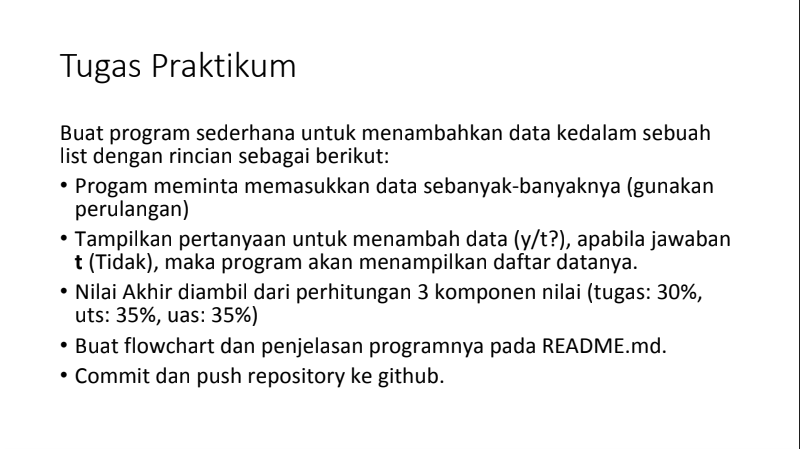 Tugas Praktikum
Buat program sederhana untuk menambahkan data kedalam sebuah
list dengan rincian sebagai berikut:
• Progam meminta memasukkan data sebanyak-banyaknya (gunakan
perulangan)
• Tampilkan pertanyaan untuk menambah data (y/t?), apabila jawaban
t (Tidak), maka program akan menampilkan daftar datanya.
• Nilai Akhir diambil dari perhitungan 3 komponen nilai (tugas: 30%,
uts: 35%, uas: 35%)
• Buat flowchart dan penjelasan programnya pada README.md.
• Commit dan push repository ke github.